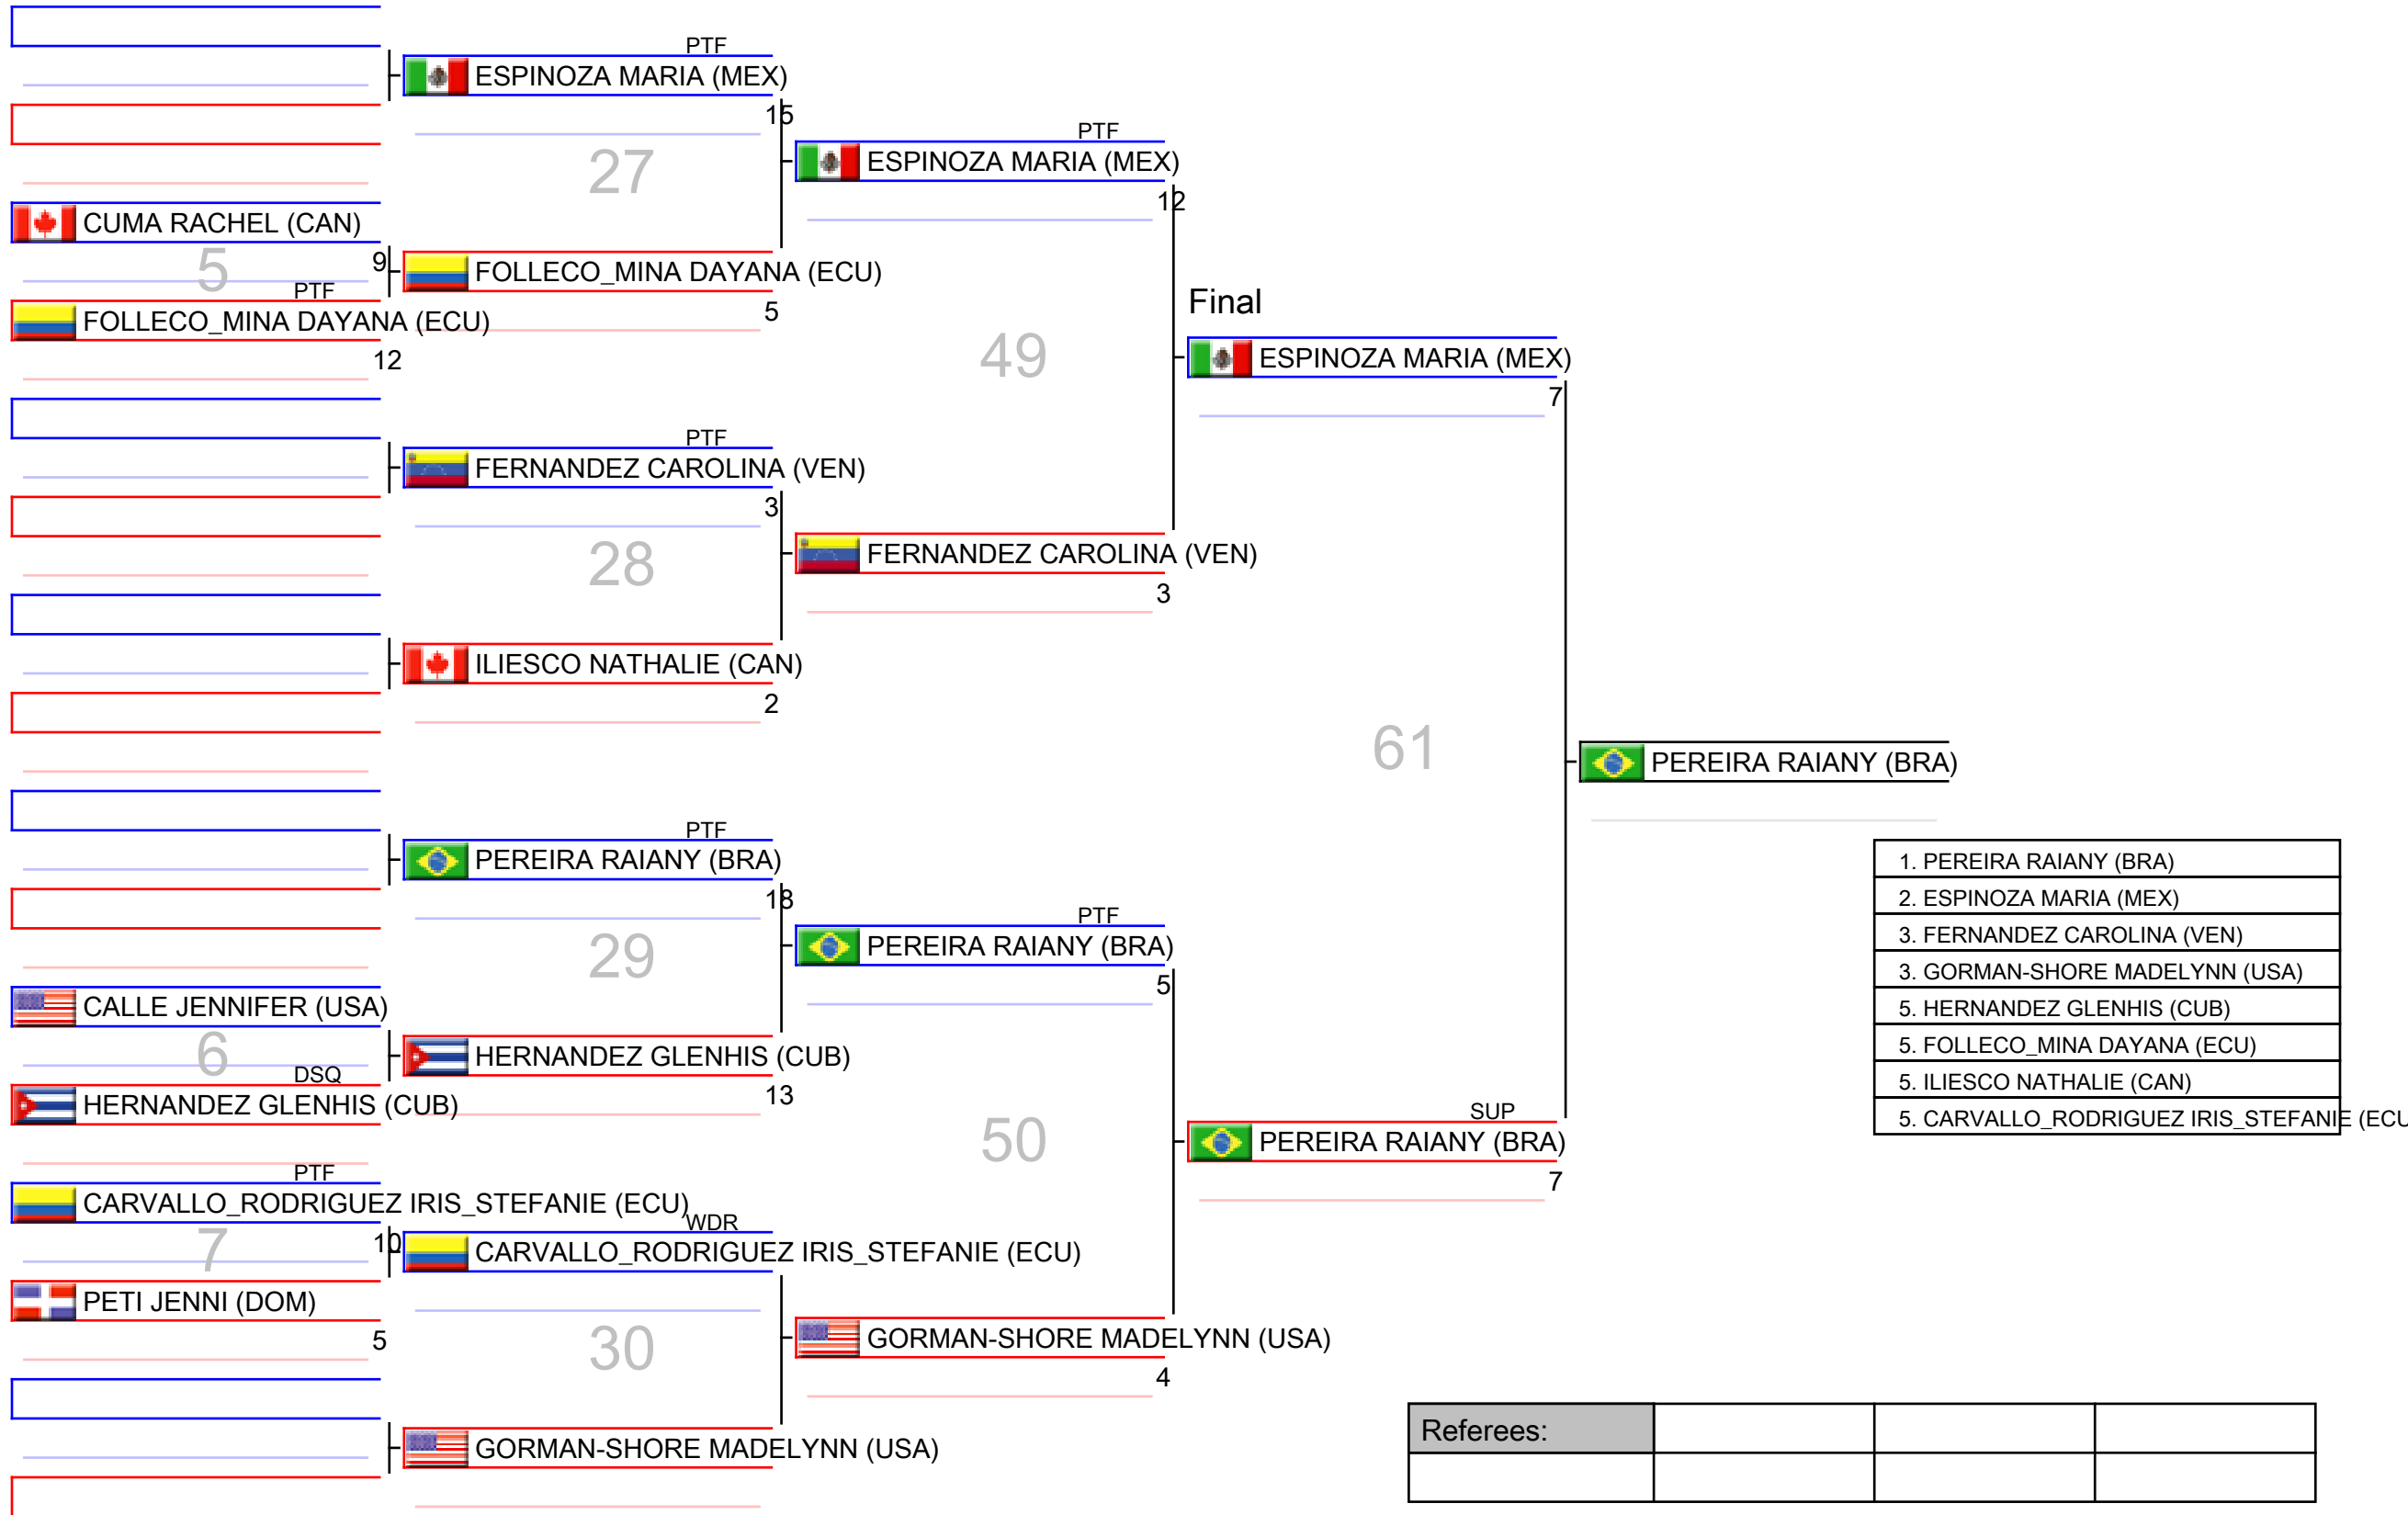 PTF
ESPINOZA MARIA (MEX)
15
27
PTF
ESPINOZA MARIA (MEX)
12
CUMA RACHEL (CAN)
9
5
PTF
FOLLECO_MINA DAYANA (ECU)
12
FOLLECO_MINA DAYANA (ECU)
5
49
Final
ESPINOZA MARIA (MEX)
7
PTF
FERNANDEZ CAROLINA (VEN)
3
28
FERNANDEZ CAROLINA (VEN)
3
ILIESCO NATHALIE (CAN)
2
61
PEREIRA RAIANY (BRA)
PTF
PEREIRA RAIANY (BRA)
18
29
PTF
PEREIRA RAIANY (BRA)
5
CALLE JENNIFER (USA)
6
DSQ
HERNANDEZ GLENHIS (CUB)
HERNANDEZ GLENHIS (CUB)
13
50
SUP
PEREIRA RAIANY (BRA)
7
PTF
CARVALLO_RODRIGUEZ IRIS_STEFANIE (ECU)
10
7
PETI JENNI (DOM)
5
WDR
CARVALLO_RODRIGUEZ IRIS_STEFANIE (ECU)
30
GORMAN-SHORE MADELYNN (USA)
4
GORMAN-SHORE MADELYNN (USA)
1. PEREIRA RAIANY (BRA)
2. ESPINOZA MARIA (MEX)
3. FERNANDEZ CAROLINA (VEN)
3. GORMAN-SHORE MADELYNN (USA)
5. HERNANDEZ GLENHIS (CUB)
5. FOLLECO_MINA DAYANA (ECU)
5. ILIESCO NATHALIE (CAN)
5. CARVALLO_RODRIGUEZ IRIS_STEFANIE (ECU
Referees: